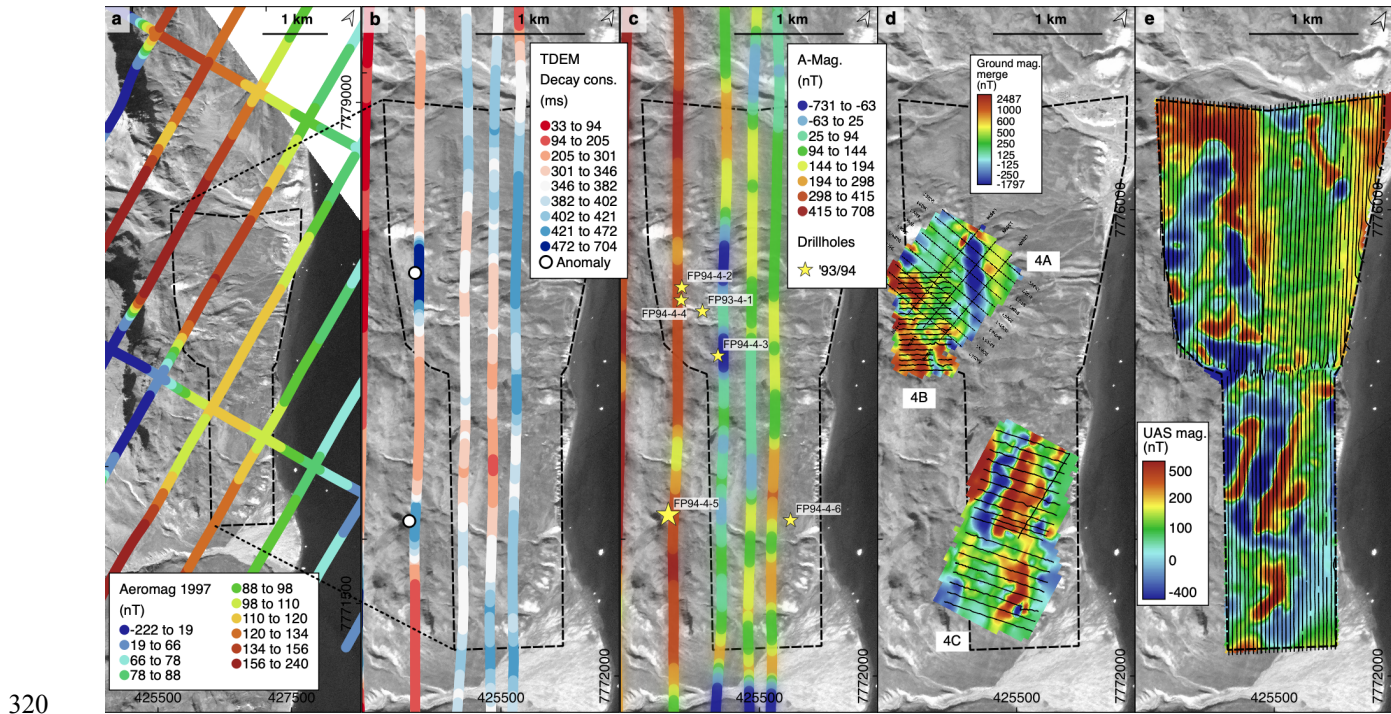 a
1 km
b
1 km
c
1 km
d
1 km
e
1 km
7779000
7771500
425500
427500
Aeromag 1997
(nT)
-222 to 19
19 to 66
66 to 78
78 to 88
88 to 98
98 to 110
110 to 120
120 to 134
134 to 156
156 to 240
TDEM
Decay cons.
(ms)
33 to 94
94 to 205
205 to 301
301 to 346
346 to 382
382 to 402
402 to 421
421 to 472
472 to 704
Anomaly
425500
A-Mag.
(nT)
-731 to -63
-63 to 25
25 to 94
94 to 144
144 to 194
194 to 298
298 to 415
415 to 708
Drillholes
'93/94
FP94-4-2
FP93-4-1
FP94-4-4
FP94-4-3
FP94-4-5
FP94-4-6
7776000
7772000
425500
Ground mag.
merge
(nT)
2487
1000
600
500
250
125
-125
-250
-1797
4A
4B
4C
UAS mag.
(nT)
500
200
100
0
-400
7776000
7772000
425500
320